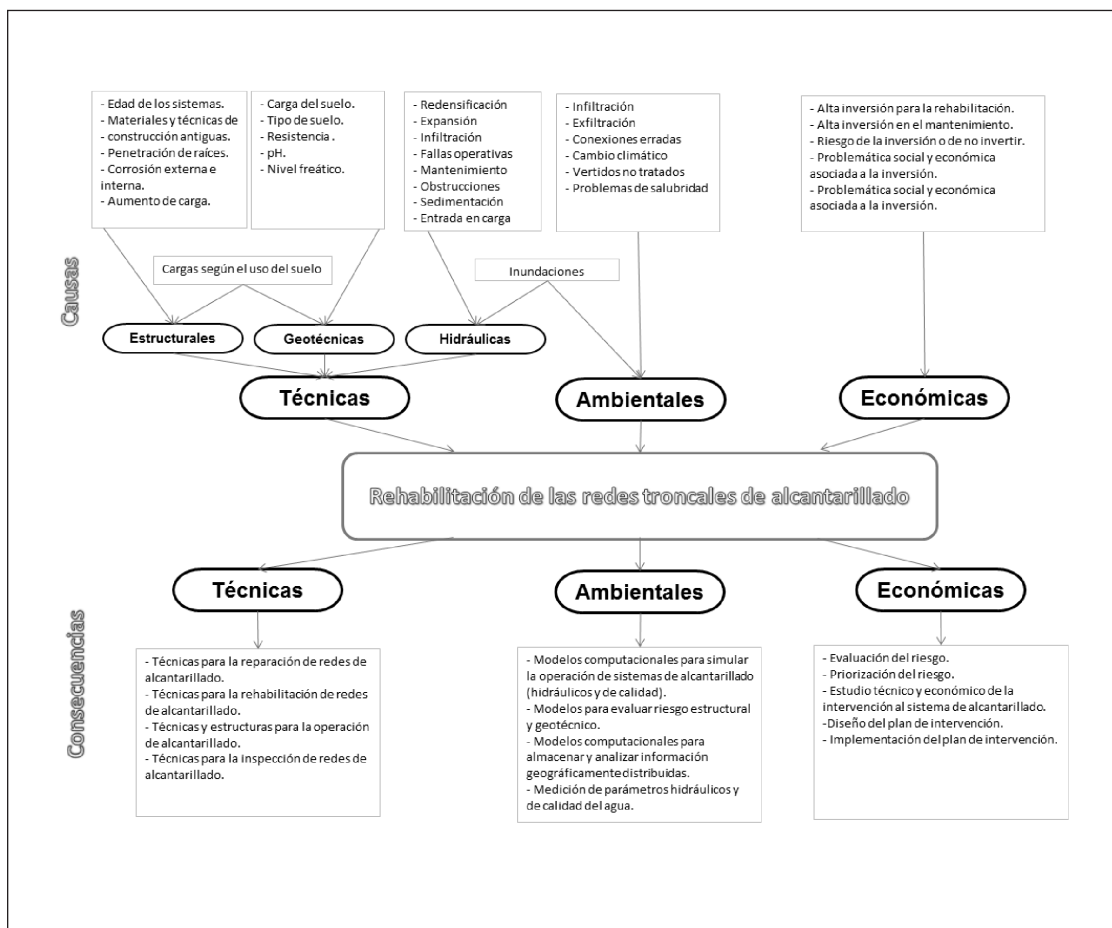 - Edad de los sistemas.
- Materiales y técnicas de
- construcción antiguas.
- Penetración de raíces.
- Corrosión externa e
interna.
- Aumento de carga.
- Carga del suelo.
- Tipo de suelo.
- Resistencia .
- pH.
- Nivel freático.
- Redensificación
- Expansión
- Infiltración
- Fallas operativas
- Mantenimiento
- Obstrucciones
- Sedimentación
- Entrada en carga
- Infiltración
- Exfiltración
- Conexiones erradas
- Cambio climático
- Vertidos no tratados
- Problemas de salubridad
- Alta inversión para la rehabilitación.
- Alta inversión en el mantenimiento.
- Riesgo de la inversión o de no invertir.
- Problemática social y económica
asociada a la inversión.
- Problemática social y económica
asociada a la inversión.
Causas
Cargas según el uso del suelo
Inundaciones
Estructurales
Geotécnicas
Hidráulicas
Técnicas
Ambientales
Económicas
Rehabilitación de las redes troncales de alcantarillado
Consecuencias
Técnicas
Ambientales
Económicas
- Técnicas para la reparación de redes de
alcantarillado.
- Técnicas para la rehabilitación de redes
de alcantarillado.
- Técnicas y estructuras para la operación
de alcantarillado.
- Técnicas para la inspección de redes de
alcantarillado.
- Modelos computacionales para simular
la operación de sistemas de alcantarillado
(hidráulicos y de calidad).
- Modelos para evaluar riesgo estructural
y geotécnico.
- Modelos computacionales para
almacenar y analizar información
geográficamente distribuidas.
- Medición de parámetros hidráulicos y
de calidad del agua.
- Evaluación del riesgo.
- Priorización del riesgo.
- Estudio técnico y económico de la
intervención al sistema de alcantarillado.
-Diseño del plan de intervención.
- Implementación del plan de intervención.